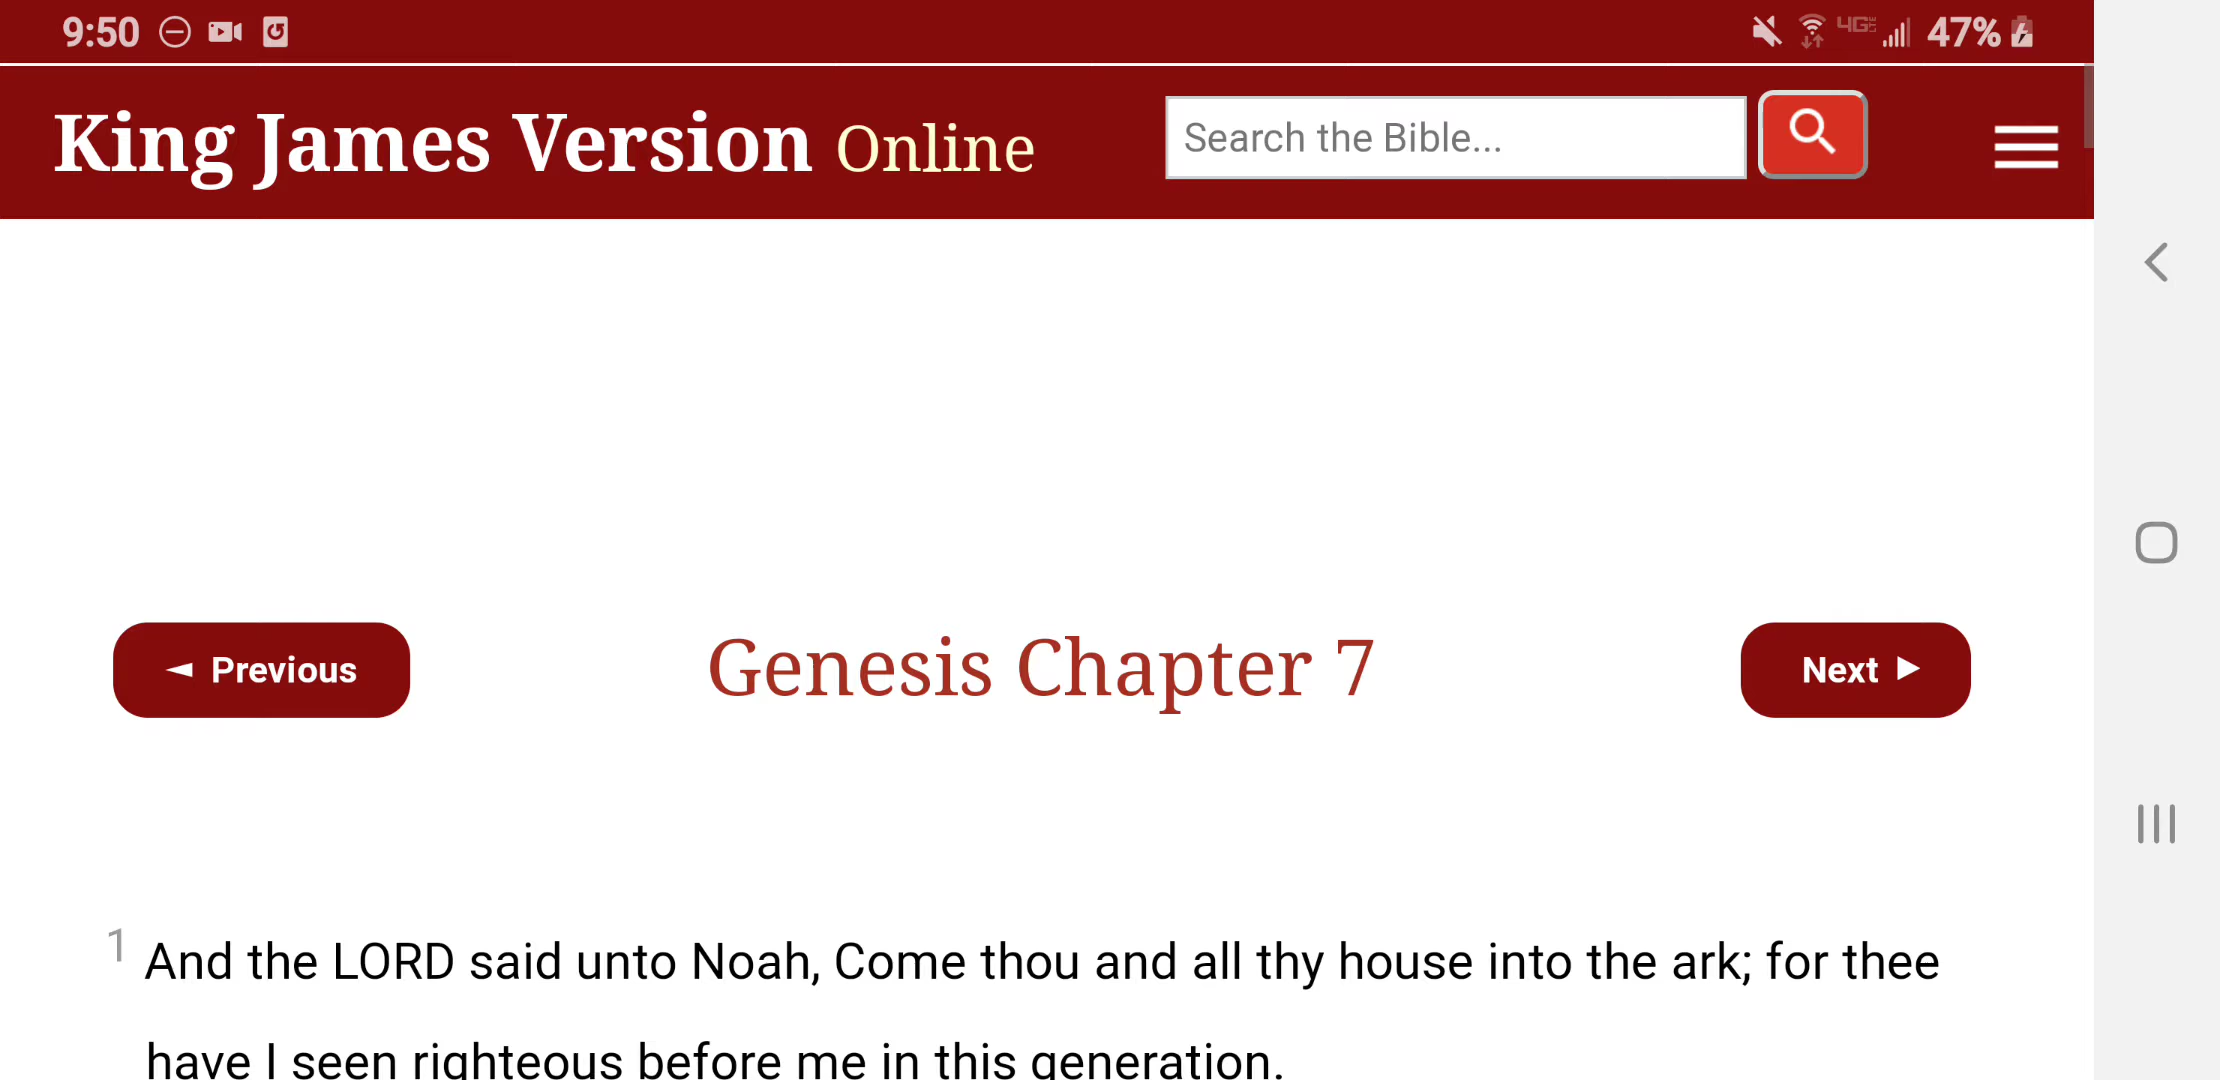 9:50 4G LTE 47%
King James Version Online Search the Bible...
◄ Previous Genesis Chapter 7 Next ►
1 And the LORD said unto Noah, Come thou and all thy house into the ark; for thee
have I seen righteous before me in this generation.